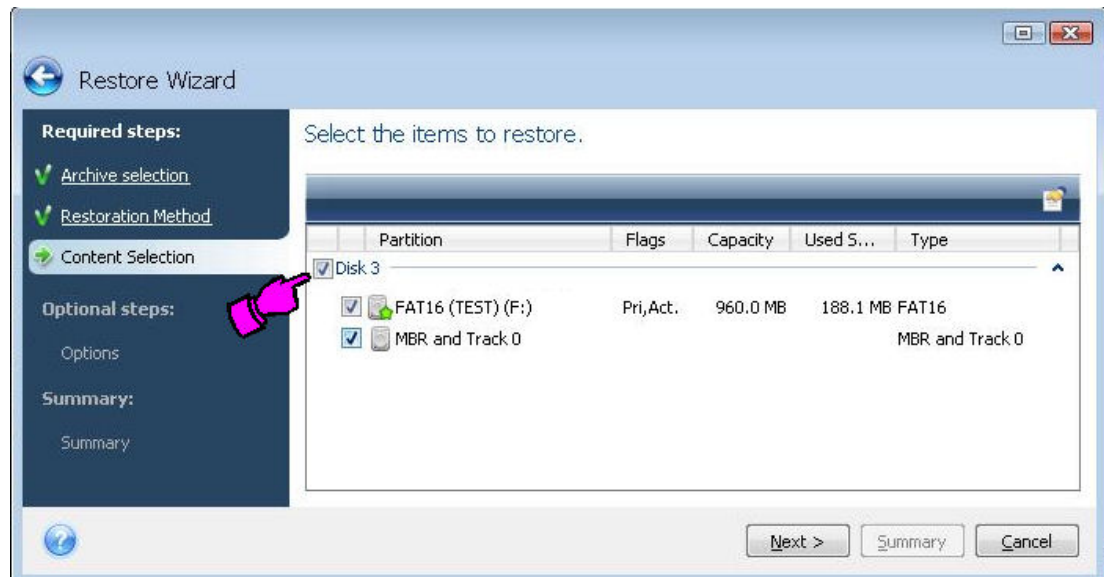 Restore Wizard
Required steps:
Archive selection
Restoration Method
Content Selection
Optional steps:
Options
Summary:
Summary
Select the items to restore.
Partition Flags Capacity Used S... Type
Disk 3
FAT16 (TEST) (F:) Pri,Act. 960.0 MB 188.1 MB FAT16
MBR and Track 0 MBR and Track 0
? Next > Summary Cancel